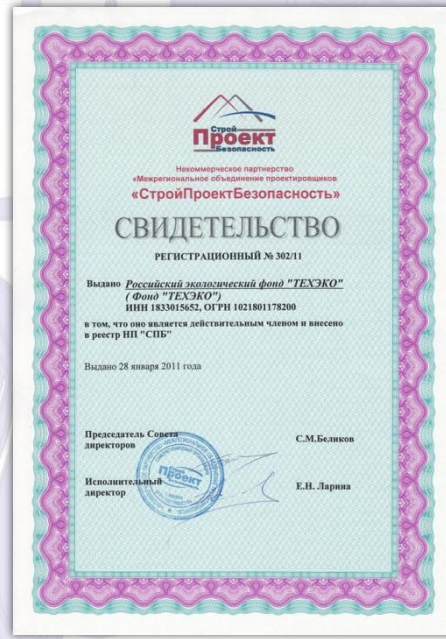 Строй
Проект
Безопасность
Некоммерческое партнерство
«Межрегиональное объединение проектировщиков
«СтройПроектБезопасность»
СВИДЕТЕЛЬСТВО
РЕГИСТРАЦИОННЫЙ № 302/11
Выдано Российский экологический фонд "ТЕХЭКО"
( Фонд "ТЕХЭКО")
ИНН 1833015652, ОГРН 1021801178200
в том, что оно является действительным членом и внесено
в реестр НП "СПБ"
Выдано 28 января 2011 года
Председатель Совета
директоров
С.М.Беликов
Исполнительный
директор
Е.Н. Ларина
Строй
Проект